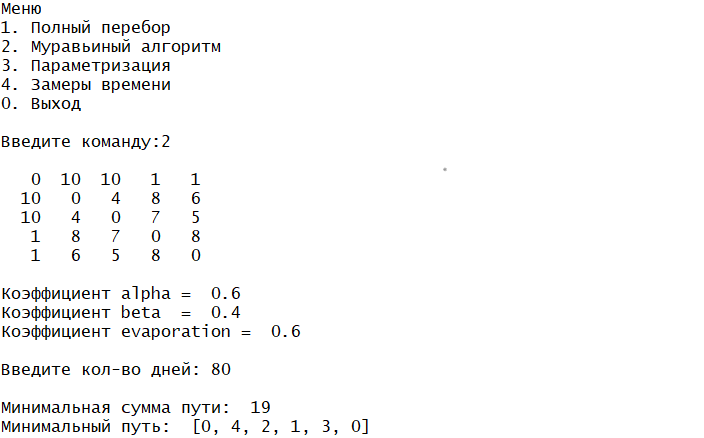 Меню
1. Полный перебор
2. Муравьиный алгоритм
3. Параметризация
4. Замеры времени
0. Выход
Введите команду:2
0 10 10 1 1
10 0 4 8 6
10 4 0 7 5
1 8 7 0 8
1 6 5 8 0
Коэффициент alpha = 0.6
Коэффициент beta = 0.4
Коэффициент evaporation = 0.6
Введите кол-во дней: 80
Минимальная сумма пути: 19
Минимальный путь: [0, 4, 2, 1, 3, 0]